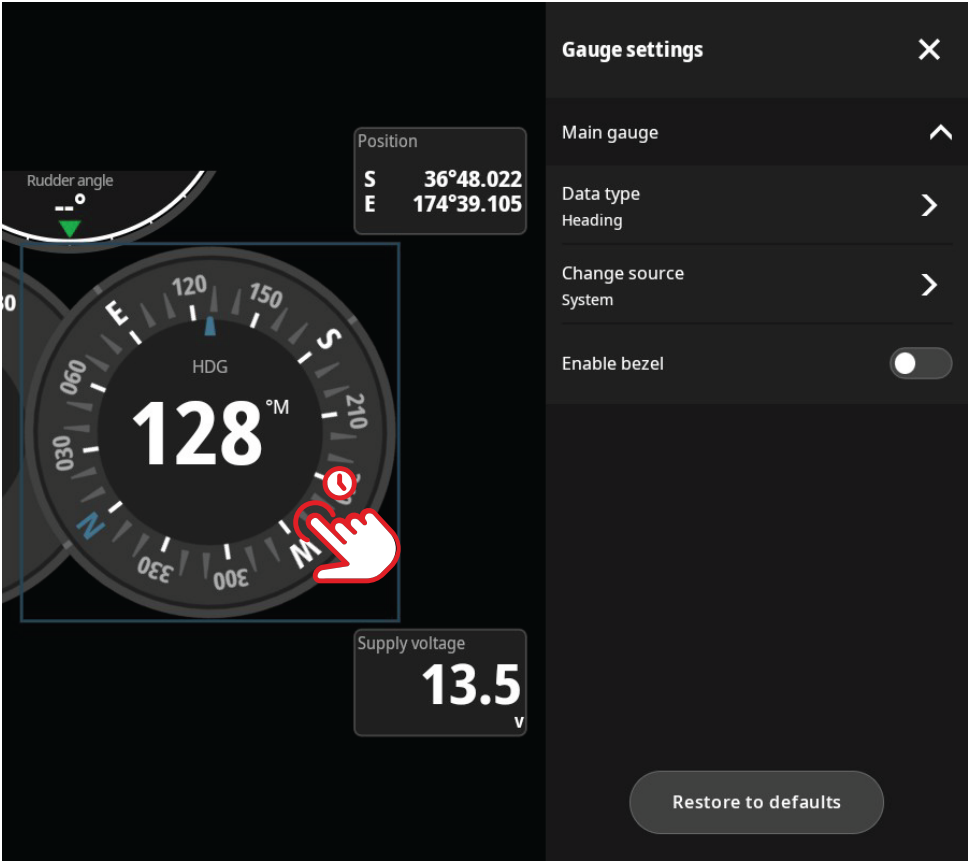 Gauge settings
Main gauge
Data type
Heading
Change source
System
Enable bezel
Restore to defaults
Position
S 36°48.022
E 174°39.105
Rudder angle
--°
120
150
E
S
060
210
030
N
W
330
300
HDG
128 °M
Supply voltage
13.5
V